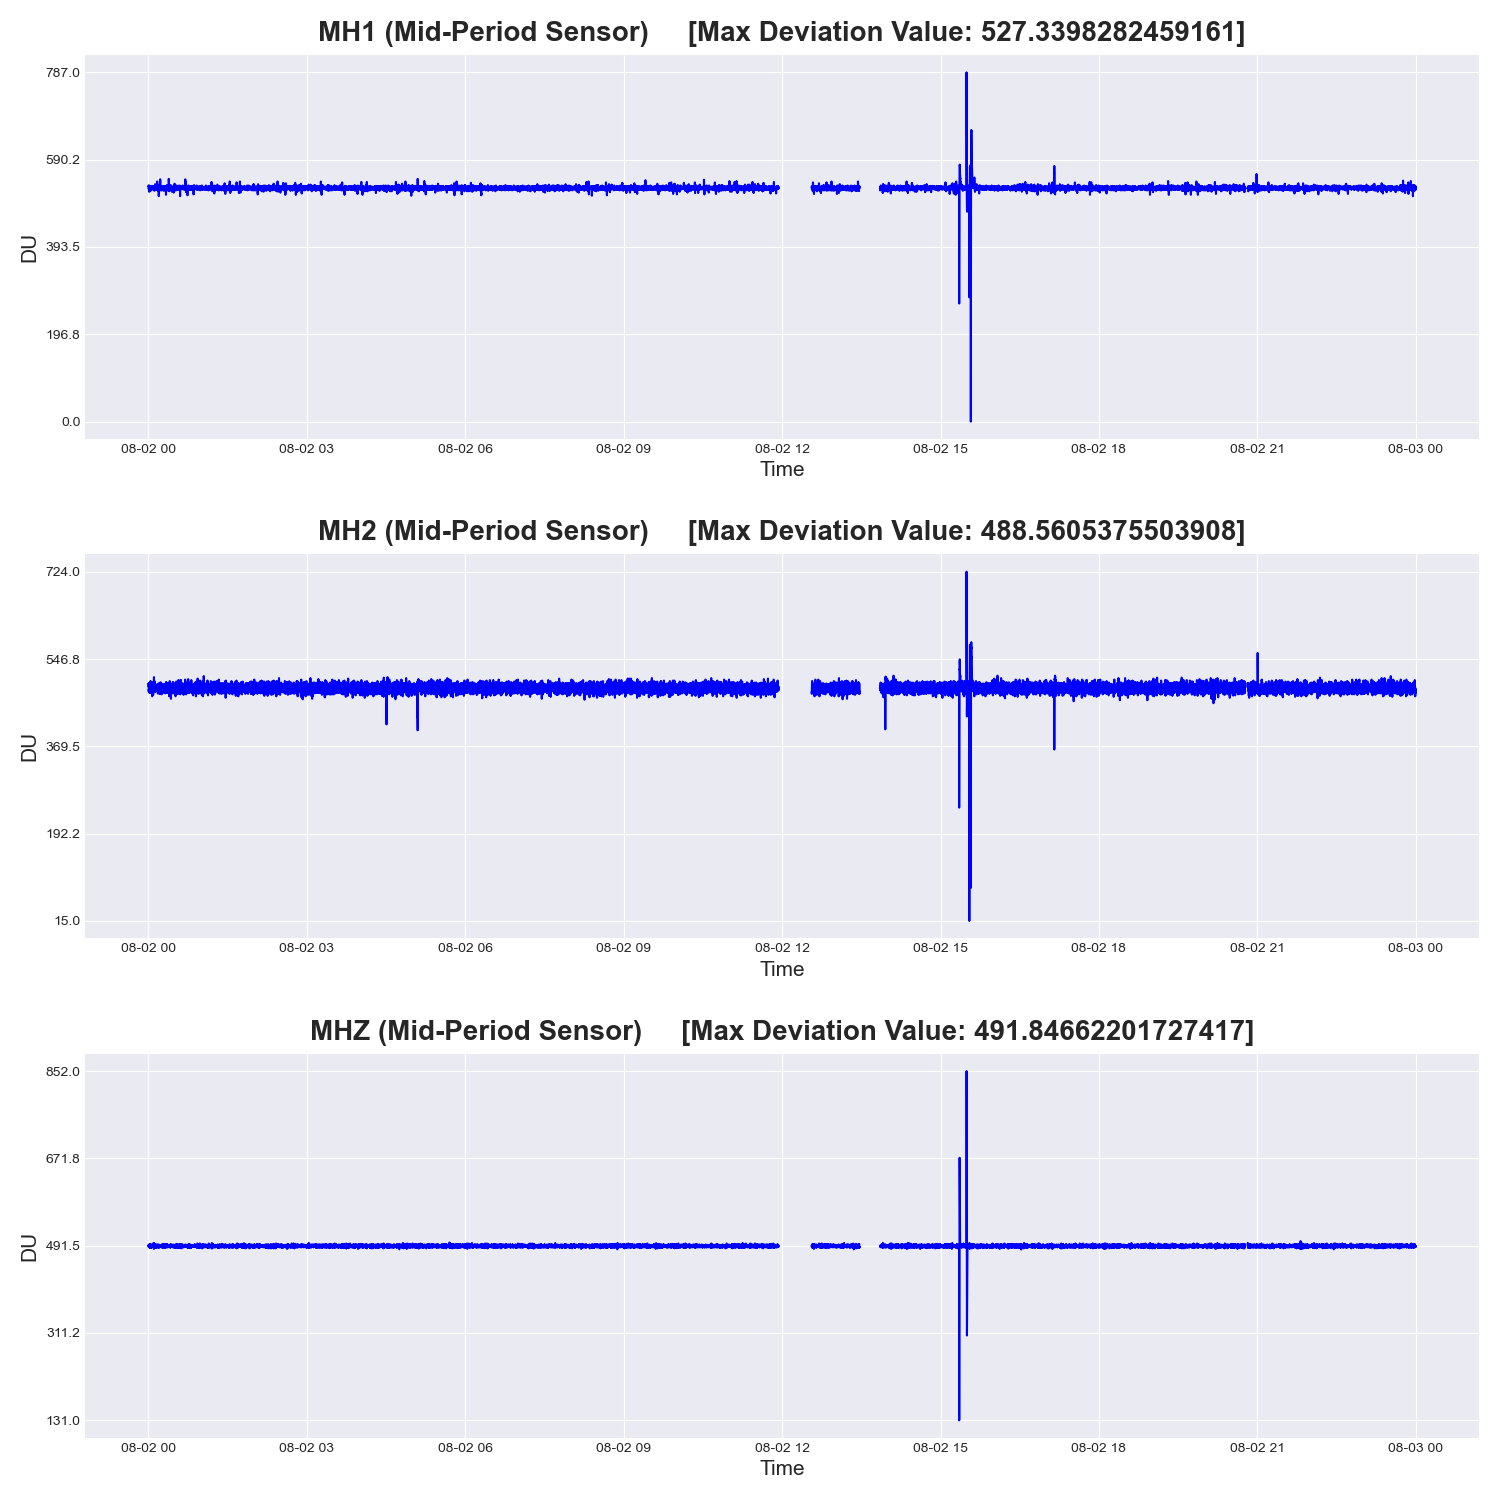 MH1 (Mid-Period Sensor)     [Max Deviation Value: 527.3398282459161]
787.0
590.2
393.5
196.8
0.0
DU
08-02 00 08-02 03 08-02 06 08-02 09 08-02 12 08-02 15 08-02 18 08-02 21 08-03 00
Time
MH2 (Mid-Period Sensor)     [Max Deviation Value: 488.5605375503908]
724.0
546.8
369.5
192.2
15.0
DU
08-02 00 08-02 03 08-02 06 08-02 09 08-02 12 08-02 15 08-02 18 08-02 21 08-03 00
Time
MHZ (Mid-Period Sensor)     [Max Deviation Value: 491.84662201727417]
852.0
671.8
491.5
311.2
131.0
DU
08-02 00 08-02 03 08-02 06 08-02 09 08-02 12 08-02 15 08-02 18 08-02 21 08-03 00
Time